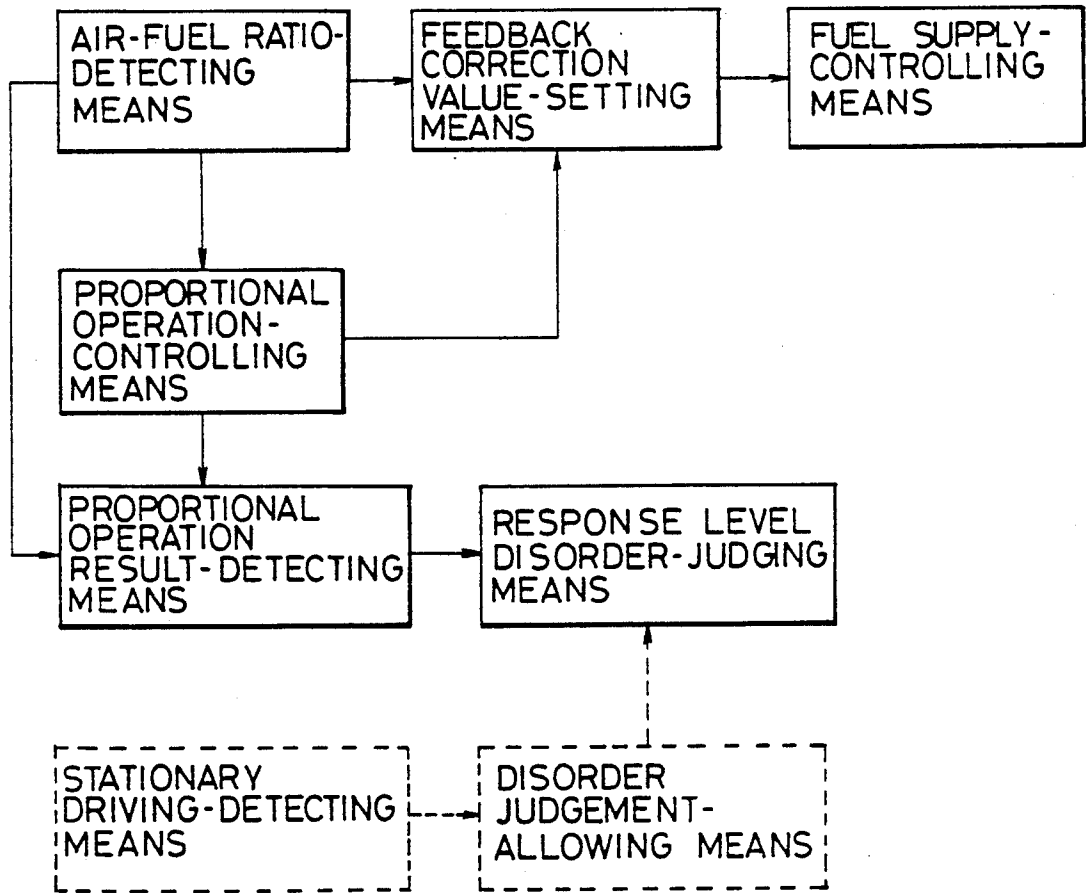 AIR-FUEL RATIO-
DETECTING
MEANS
FEEDBACK
CORRECTION
VALUE-SETTING
MEANS
FUEL SUPPLY-
CONTROLLING
MEANS
PROPORTIONAL
OPERATION-
CONTROLLING
MEANS
PROPORTIONAL
OPERATION
RESULT-DETECTING
MEANS
RESPONSE LEVEL
DISORDER-JUDGING
MEANS
STATIONARY
DRIVING-DETECTING
MEANS
DISORDER
JUDGEMENT-
ALLOWING MEANS